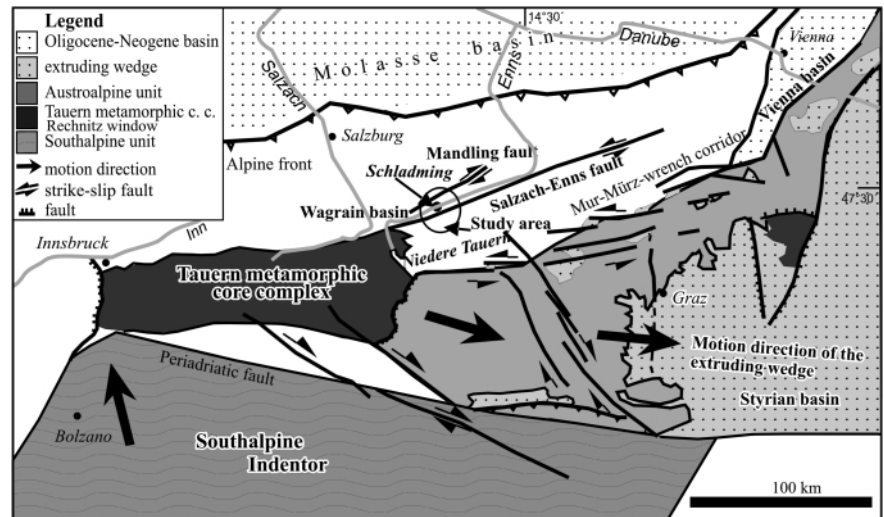 Legend
Oligocene-Neogene basin
extruding wedge
Austroalpine unit
Tauern metamorphic c. c.
Rechnitz window
Southalpine unit
motion direction
strike-slip fault
fault
14°30'
Molasse basin
Danube
Vienna
Salzach
Enns
Vienna basin
Salzburg
Alpine front
Mandling fault
Schladming
Salzach-Enns fault
Mur-Mürz-wrench corridor
47°30'
Wagrain basin
Study area
Inn
Innsbruck
Niedere Tauern
Tauern metamorphic
core complex
Graz
Motion direction of the
extruding wedge
Periadriatic fault
Styrian basin
Bolzano
Southalpine
Indentor
100 km